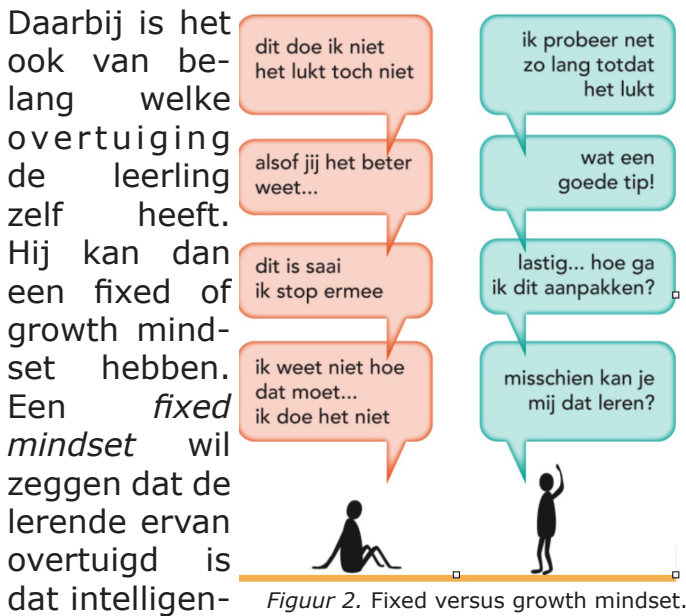 Daarbij is het
ook van be-
lang welke
overtuiging
de leerling
zelf heeft.
Hij kan dan
een fixed of
growth mind-
set hebben.
Een fixed
mindset wil
zeggen dat de
lerende ervan
overtuigd is
dat intelligen-
dit doe ik niet
het lukt toch niet
alsof jij het beter
weet...
dit is saai
ik stop ermee
ik weet niet hoe
dat moet...
ik doe het niet
ik probeer net
zo lang totdat
het lukt
wat een
goede tip!
lastig... hoe ga
ik dit aanpakken?
misschien kan je
mij dat leren?
Figuur 2. Fixed versus growth mindset.